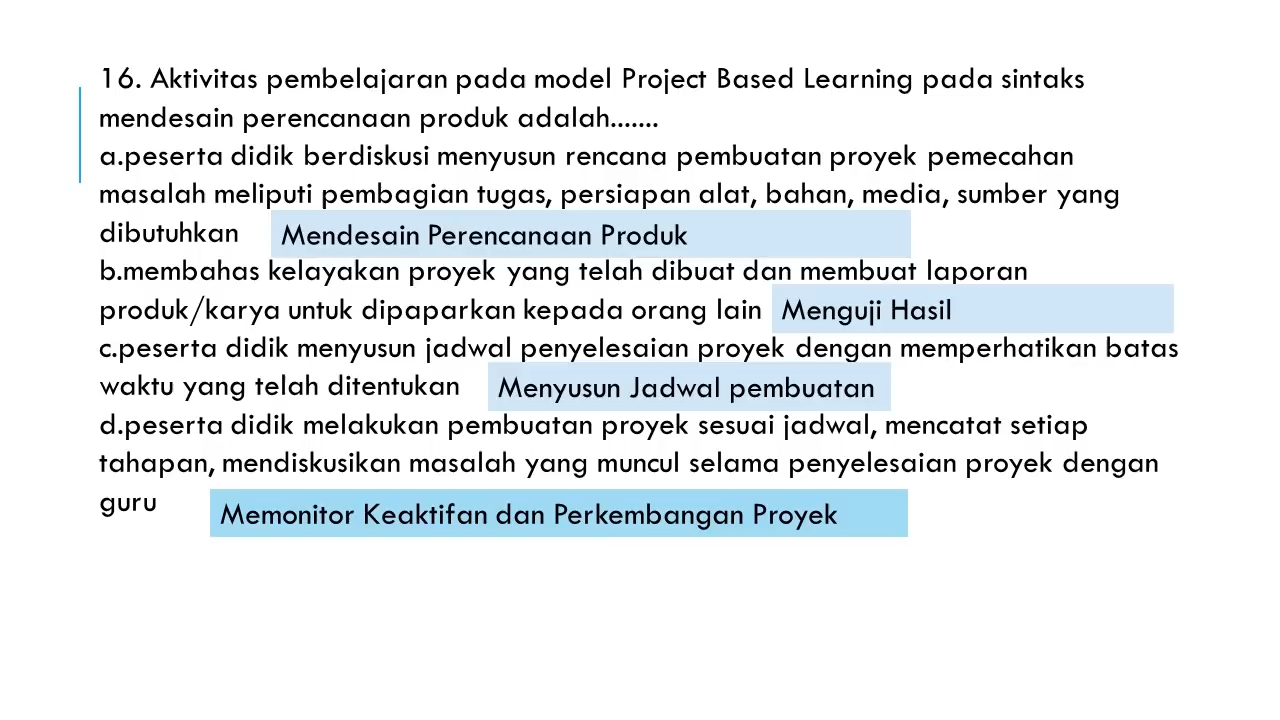 16. Aktivitas pembelajaran pada model Project Based Learning pada sintaks
mendesain perencanaan produk adalah.......
a.peserta didik berdiskusi menyusun rencana pembuatan proyek pemecahan
masalah meliputi pembagian tugas, persiapan alat, bahan, media, sumber yang
dibutuhkan Mendesain Perencanaan Produk
b.membahas kelayakan proyek yang telah dibuat dan membuat laporan
produk/karya untuk dipaparkan kepada orang lain Menguji Hasil
c.peserta didik menyusun jadwal penyelesaian proyek dengan memperhatikan batas
waktu yang telah ditentukan Menyusun Jadwal pembuatan
d.peserta didik melakukan pembuatan proyek sesuai jadwal, mencatat setiap
tahapan, mendiskusikan masalah yang muncul selama penyelesaian proyek dengan
guru Memonitor Keaktifan dan Perkembangan Proyek